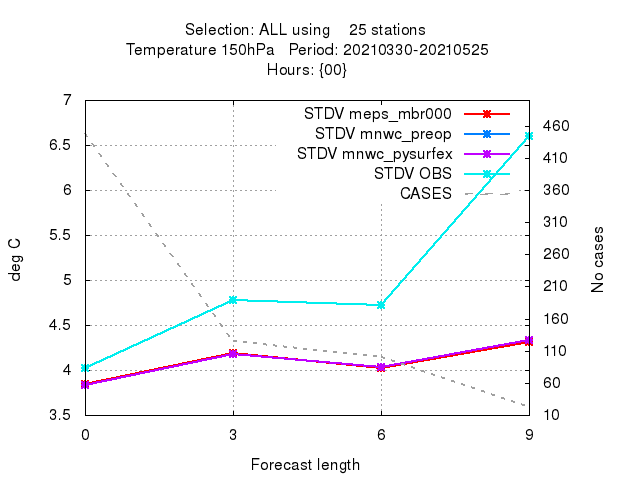 Selection: ALL using    25 stations
Temperature 150hPa   Period: 20210330-20210525
Hours: {00}
STDV meps_mbr000
STDV mnwc_preop
STDV mnwc_pysurfex
STDV OBS
CASES
7
6.5
6
5.5
5
4.5
4
3.5
deg C
460
410
360
310
260
210
160
110
60
10
No cases
0 3 6 9
Forecast length